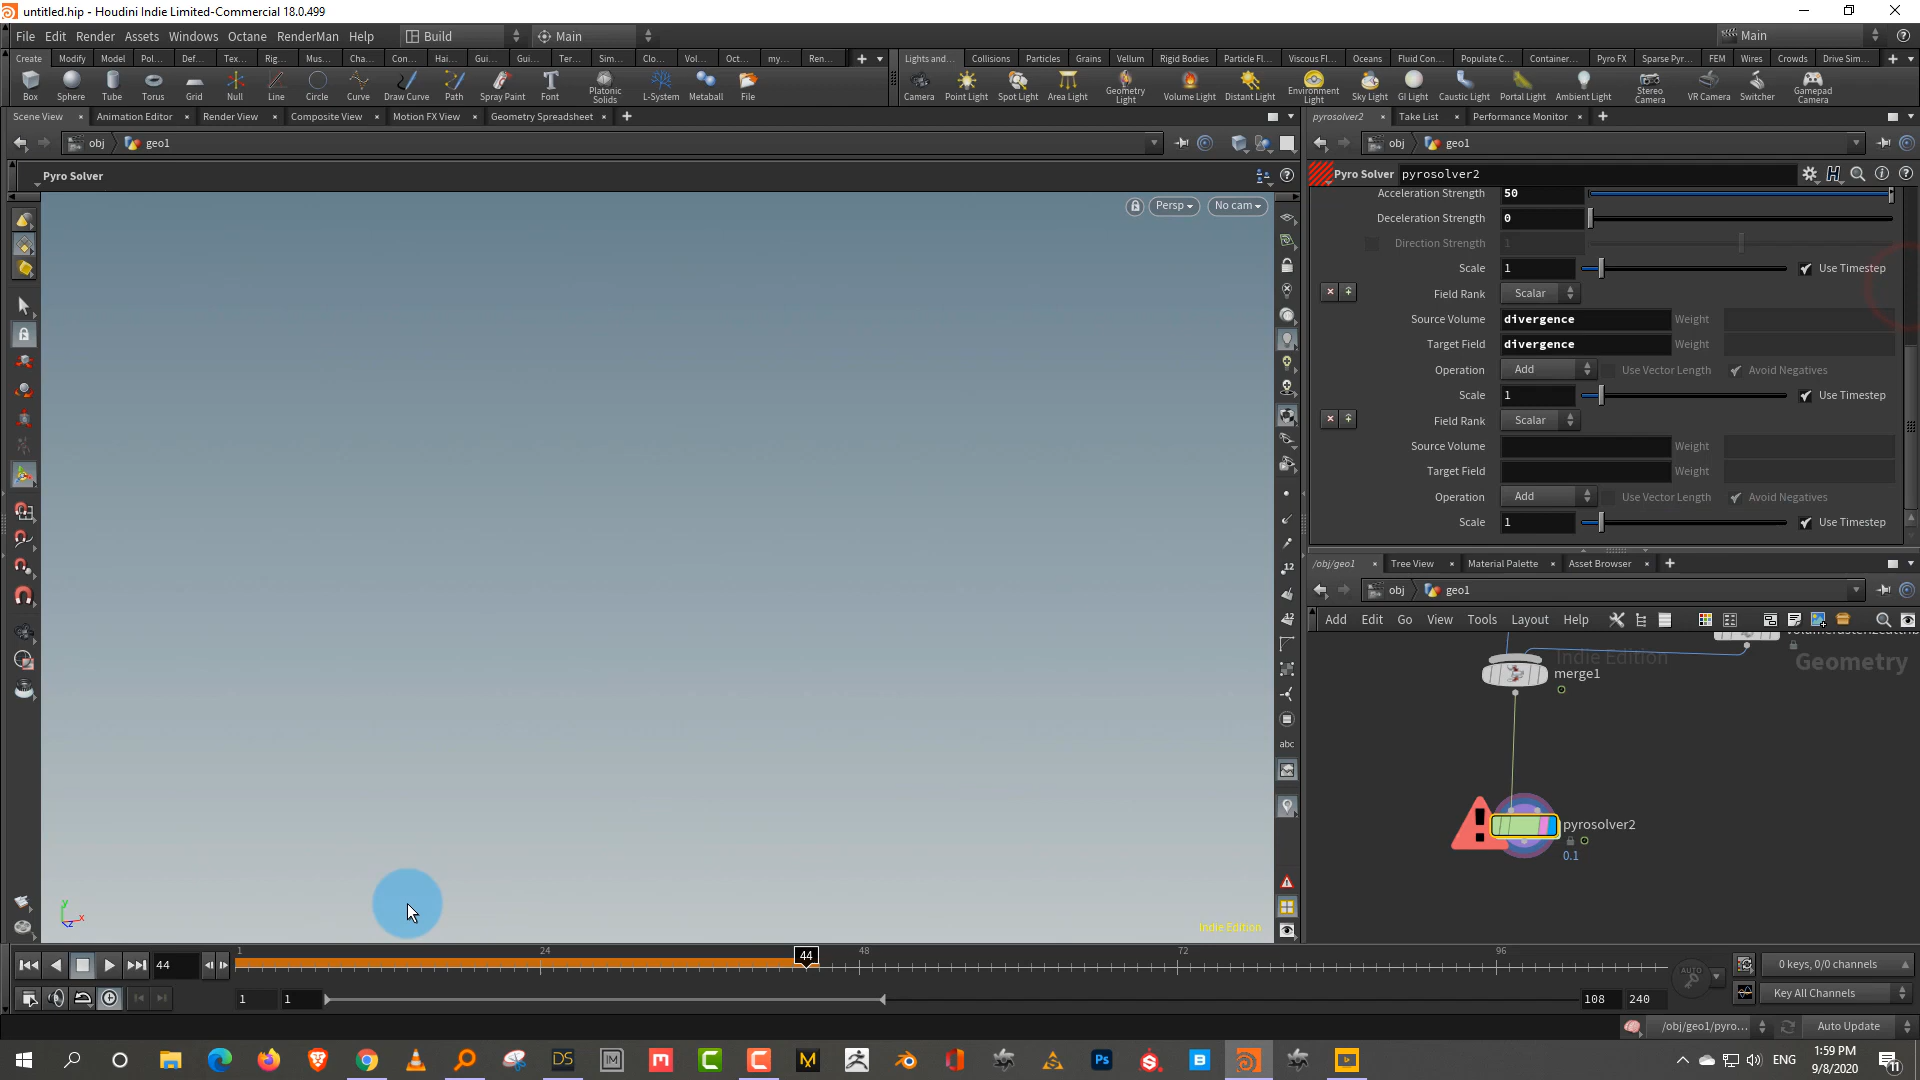 untitled.hip - Houdini Indie Limited-Commercial 18.0.499
File Edit Render Assets Windows Octane RenderMan Help Build Main Main
Create Modify Model Pol... Def... Tex... Rig... Mus... Cha... Con... Hai... Gui... Gui... Ter... Sim... Clo... Vol... Oct... my... Ren...
Lights and... Collisions Particles Grains Vellum Rigid Bodies Particle Fl... Viscous Fl... Oceans Fluid Con... Populate C... Container... Pyro FX Sparse Pyr... FEM Wires Crowds Drive Sim...
Box Sphere Tube Torus Grid Null Line Circle Curve Draw Curve Path Spray Paint Font Platonic Solids L-System Metaball File
Camera Point Light Spot Light Area Light Geometry Light Volume Light Distant Light Environment Light Sky Light GI Light Caustic Light Portal Light Ambient Light Stereo Camera VR Camera Switcher Gamepad Camera
Scene View Animation Editor Render View Composite View Motion FX View Geometry Spreadsheet
pyrosolver2 Take List Performance Monitor
obj geo1
obj geo1
Pyro Solver
Pyro Solver pyrosolver2
Persp No cam
Acceleration Strength 50
Deceleration Strength 0
Direction Strength 1
Scale 1 Use Timestep
Field Rank Scalar
Source Volume divergence Weight
Target Field divergence Weight
Operation Add Use Vector Length Avoid Negatives
Scale 1 Use Timestep
Field Rank Scalar
Source Volume Weight
Target Field Weight
Operation Add Use Vector Length Avoid Negatives
Scale 1 Use Timestep
/obj/geo1 Tree View Material Palette Asset Browser
obj geo1
Add Edit Go View Tools Layout Help
Indie Edition
Geometry
merge1
pyrosolver2
0.1
12
12
abc
y
x
z
Indie Edition
44
1 24 44 48 72 96
AUTO
0 keys, 0/0 channels
1 1 108 240
Key All Channels
/obj/geo1/pyro... Auto Update
DS M C C M Ps S B
ENG
1:59 PM
9/8/2020
11